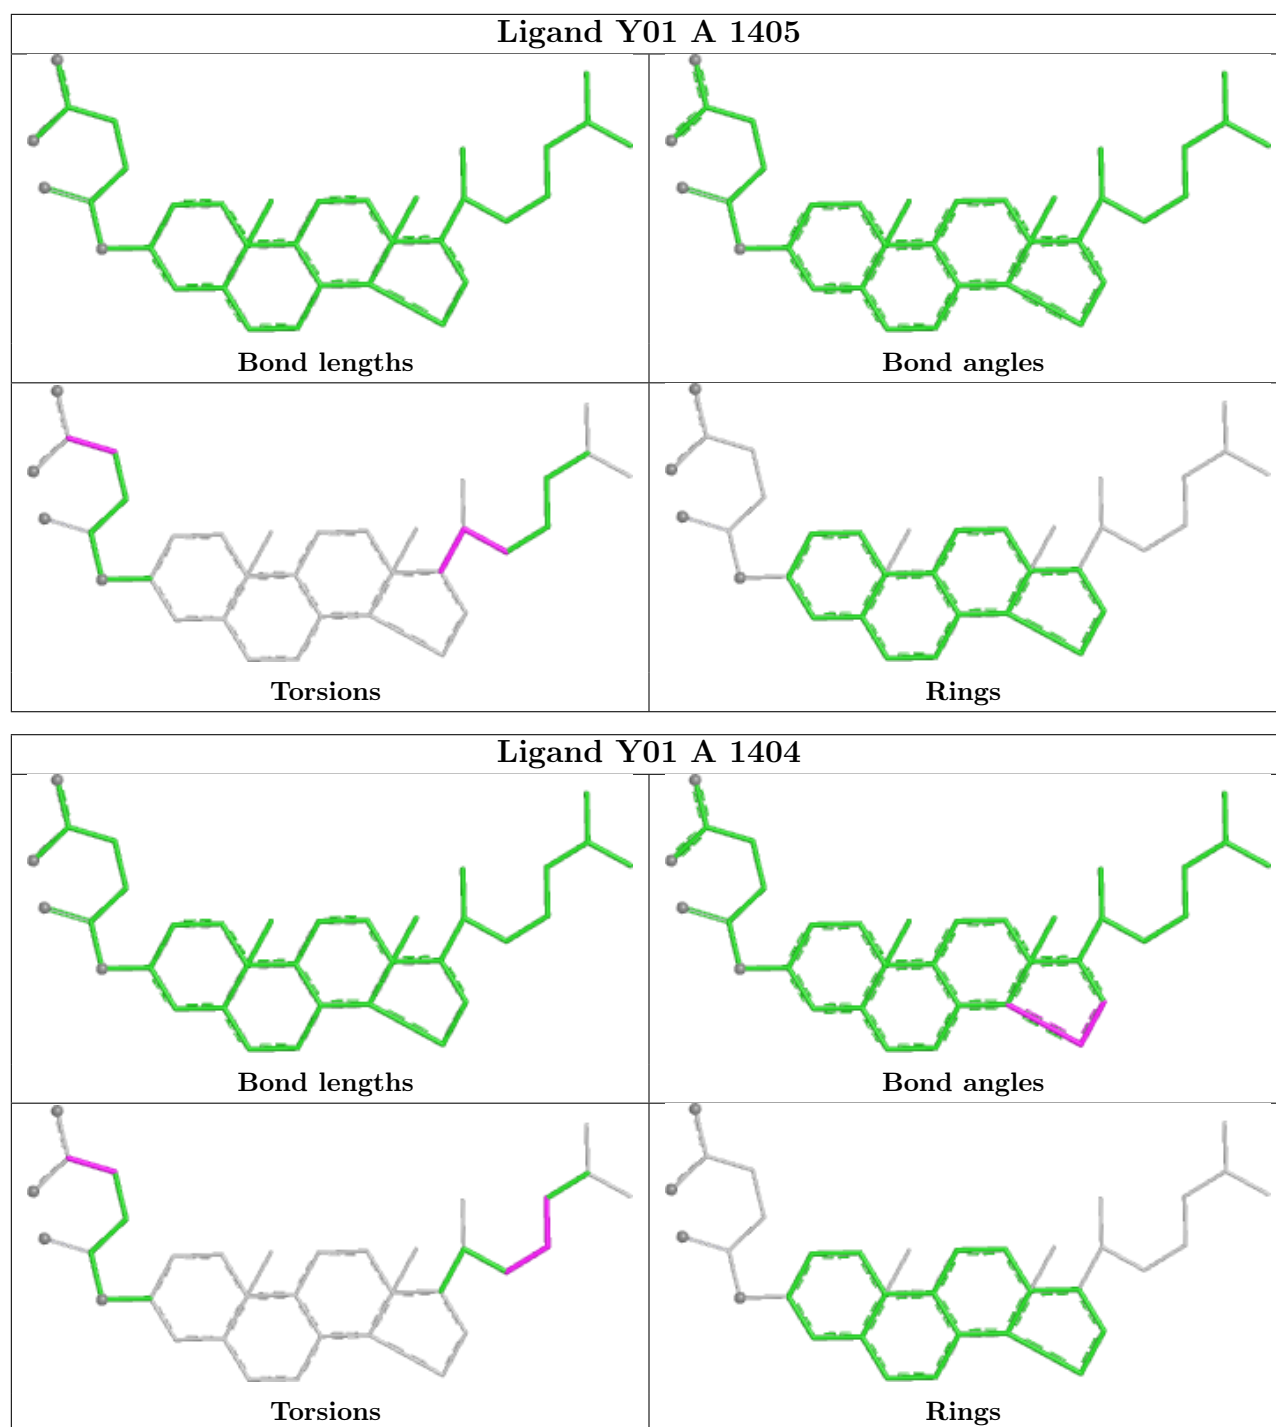 Ligand Y01 A 1405
Bond lengths
Bond angles
Torsions
Rings
Ligand Y01 A 1404
Bond lengths
Bond angles
Torsions
Rings